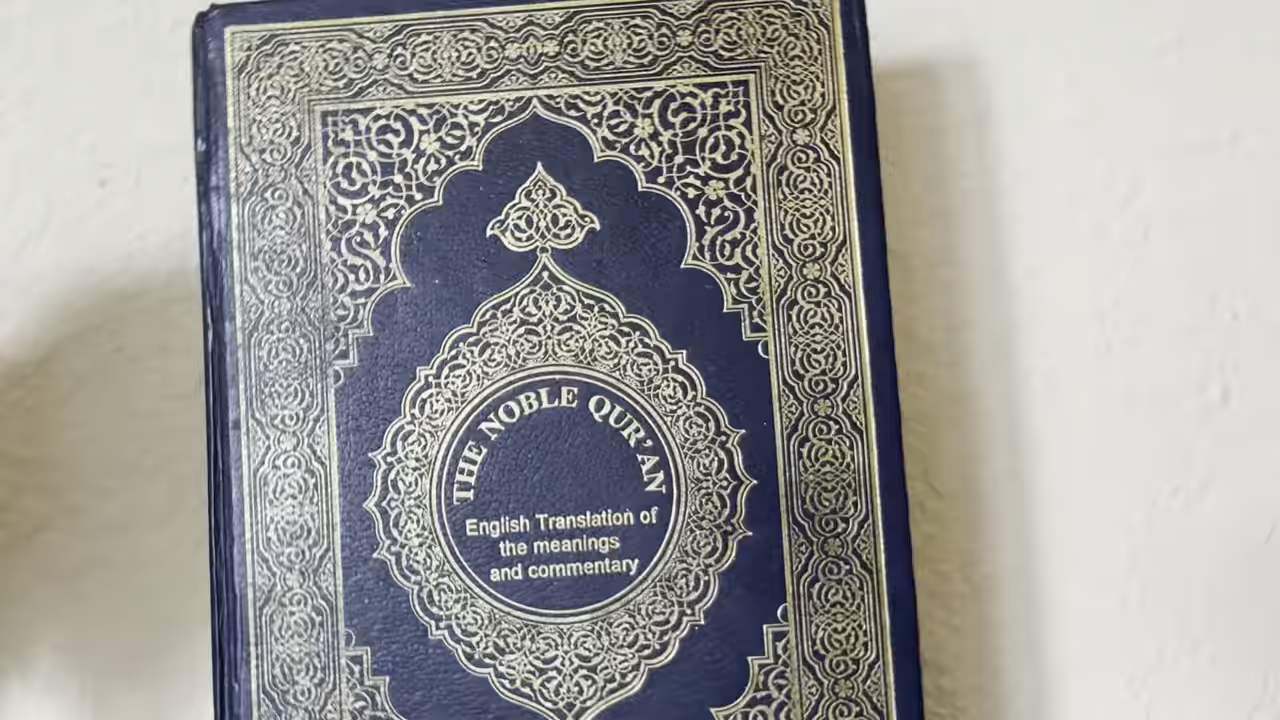 THE NOBLE QUR'AN
English Translation of
the meanings
and commentary